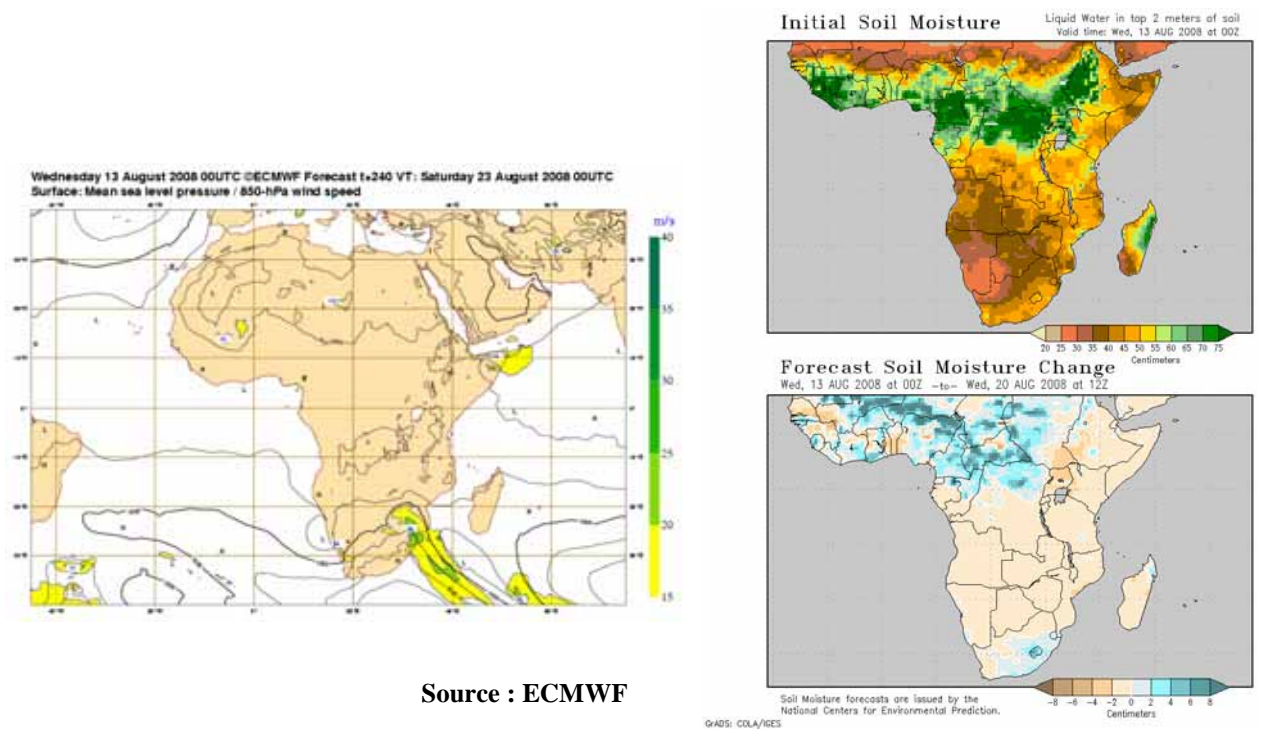 Wednesday 13 August 2008 00UTC ©ECMWF Forecast t+240 VT: Saturday 23 August 2008 00UTC
Surface: Mean sea level pressure / 850-hPa wind speed
m/s
40
35
30
25
20
15
Source : ECMWF
Initial Soil Moisture
Liquid Water in top 2 meters of soil
Valid time: Wed, 13 AUG 2008 at 00Z
20 25 30 35 40 45 50 55 60 65 70 75
Centimeters
Forecast Soil Moisture Change
Wed, 13 AUG 2008 at 00Z -to- Wed, 20 AUG 2008 at 12Z
-8 -6 -4 -2 0 2 4 6 8
Centimeters
Soil Moisture forecasts are issued by the
National Centers for Environmental Prediction.
GrADS: COLA/IGES